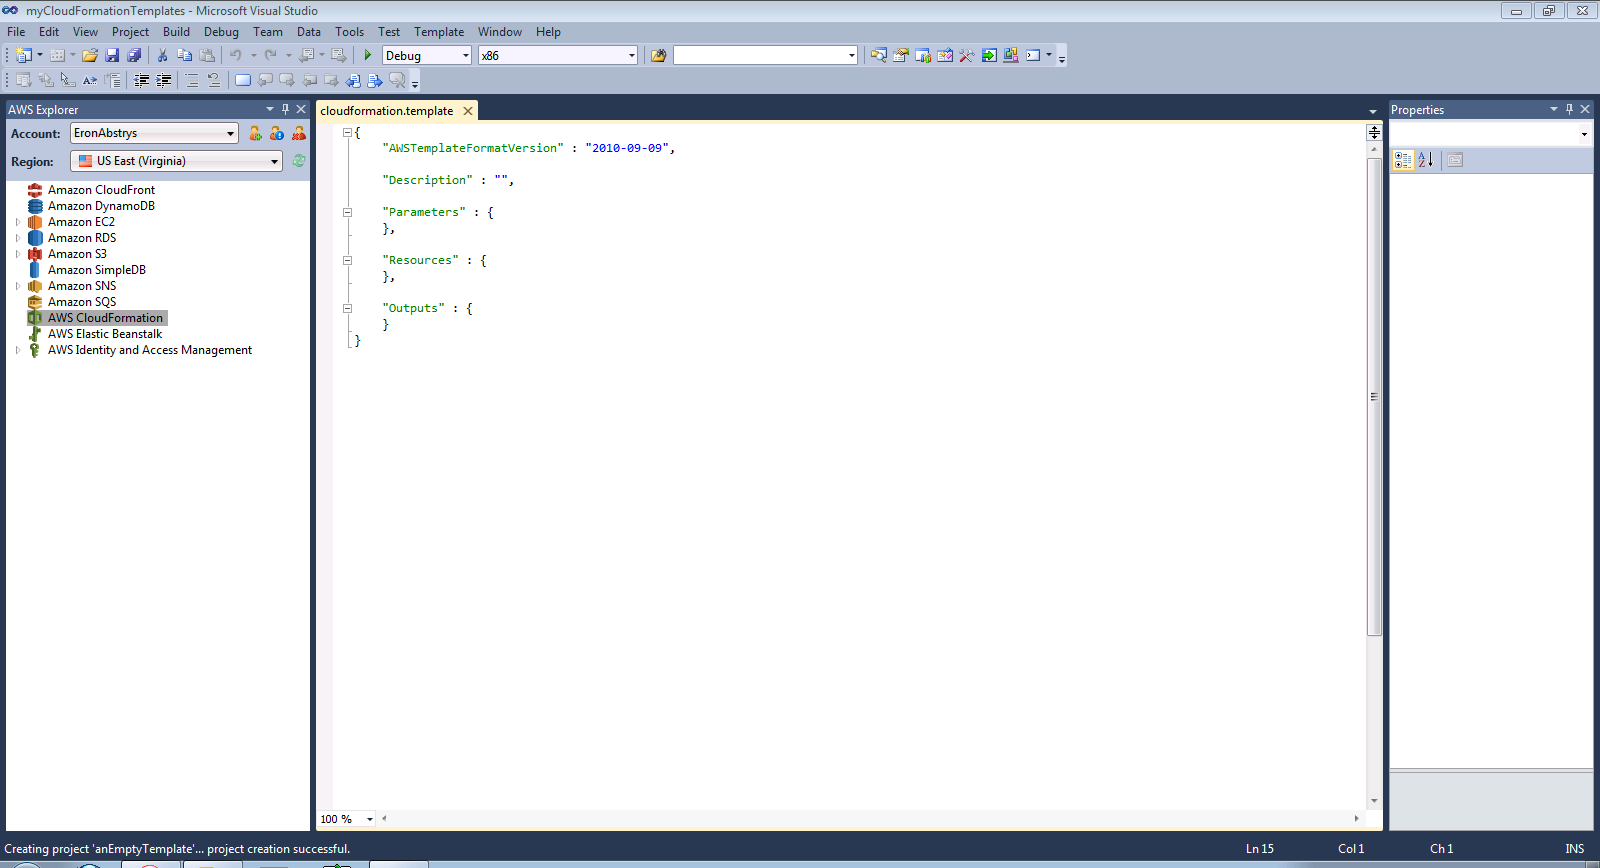 myCloudFormationTemplates - Microsoft Visual Studio
File Edit View Project Build Debug Team Data Tools Test Template Window Help
Debug x86
AWS Explorer
Account: EronAbstrys
Region: US East (Virginia)
Amazon CloudFront
Amazon DynamoDB
Amazon EC2
Amazon RDS
Amazon S3
Amazon SimpleDB
Amazon SNS
Amazon SQS
AWS CloudFormation
AWS Elastic Beanstalk
AWS Identity and Access Management
cloudformation.template
{
"AWSTemplateFormatVersion" : "2010-09-09",
"Description" : "",
"Parameters" : {
},
"Resources" : {
},
"Outputs" : {
}
}
100 %
Properties
Creating project 'anEmptyTemplate'... project creation successful.
Ln 15 Col 1 Ch 1 INS